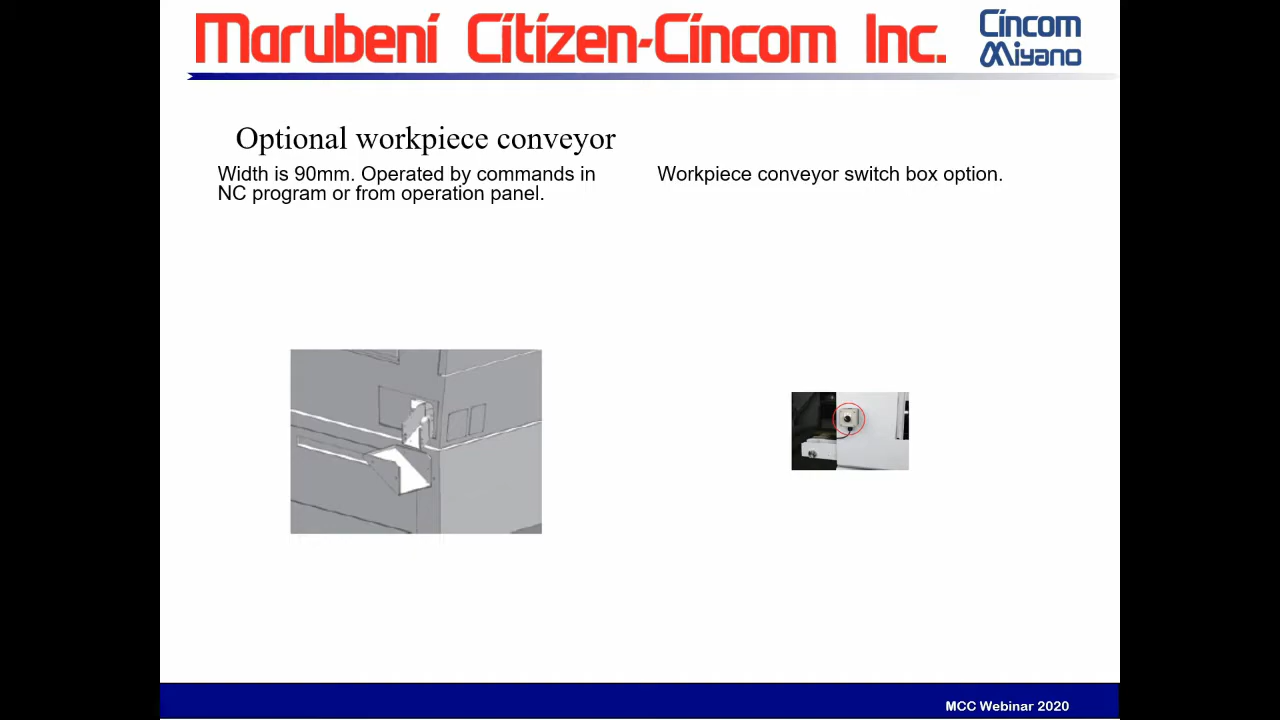 Marubeni Citizen-Cincom Inc.
Cincom
Miyano
Optional workpiece conveyor
Width is 90mm. Operated by commands in
NC program or from operation panel.
Workpiece conveyor switch box option.
MCC Webinar 2020